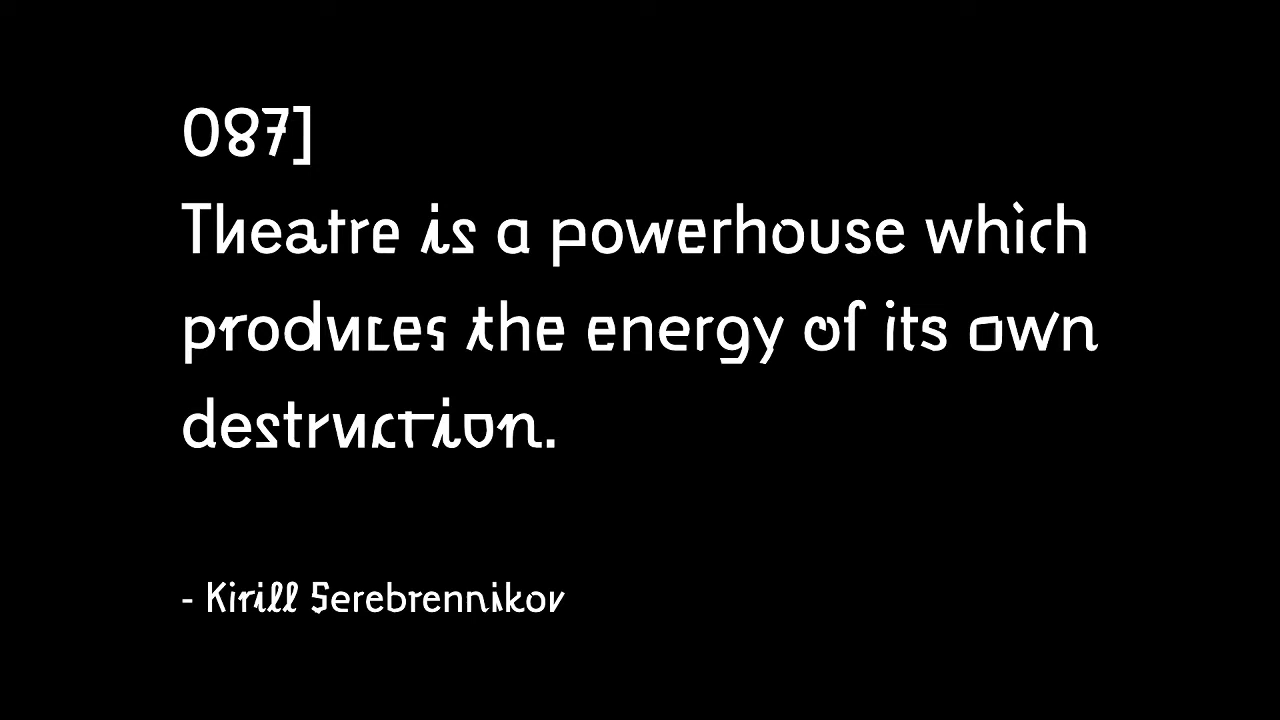 087]
Theatre is a powerhouse which
produces the energy of its own
destruction.
- Kirill Serebrennikov